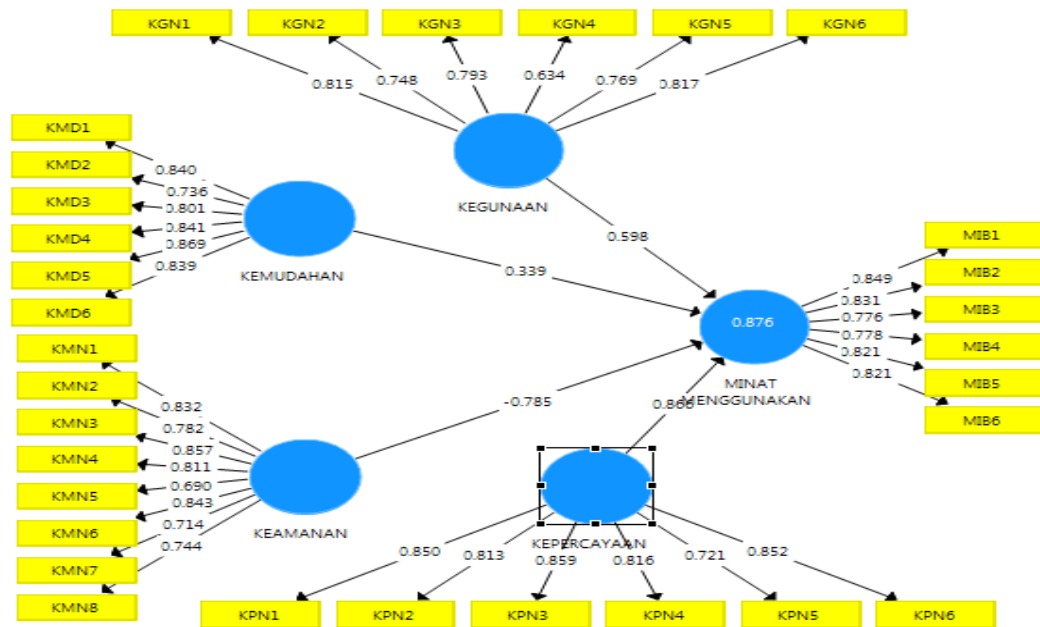 KGN1 KGN2 KGN3 KGN4 KGN5 KGN6
0.815 0.748 0.793 0.634 0.769 0.817
KEGUNAAN
KMD1
KMD2
KMD3
KMD4
KMD5
KMD6
0.840
0.736
0.801
0.841
0.869
0.839
KEMUDAHAN
0.598
0.339
-0.785
0.866
KMN1
KMN2
KMN3
KMN4
KMN5
KMN6
KMN7
KMN8
0.832
0.782
0.857
0.811
0.690
0.843
0.714
0.744
KEAMANAN
0.876
MINAT
MENGGUNAKAN
0.849
0.831
0.776
0.778
0.821
0.821
MIB1
MIB2
MIB3
MIB4
MIB5
MIB6
KEPERCAYAAN
0.850 0.813 0.859 0.816 0.721 0.852
KPN1 KPN2 KPN3 KPN4 KPN5 KPN6